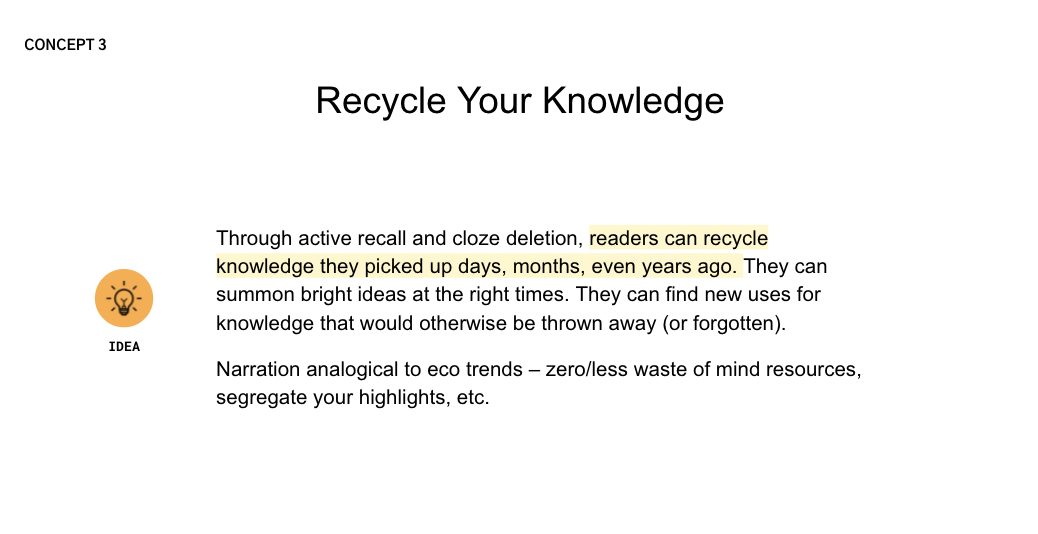 CONCEPT 3
Recycle Your Knowledge
Through active recall and cloze deletion, readers can recycle
knowledge they picked up days, months, even years ago. They can
summon bright ideas at the right times. They can find new uses for
knowledge that would otherwise be thrown away (or forgotten).
IDEA
Narration analogical to eco trends – zero/less waste of mind resources,
segregate your highlights, etc.